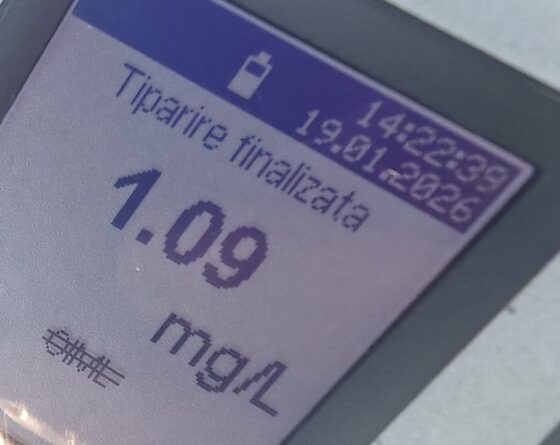 14:22:39
19.01.2026
Tiparire finalizata
1.09
mg/L